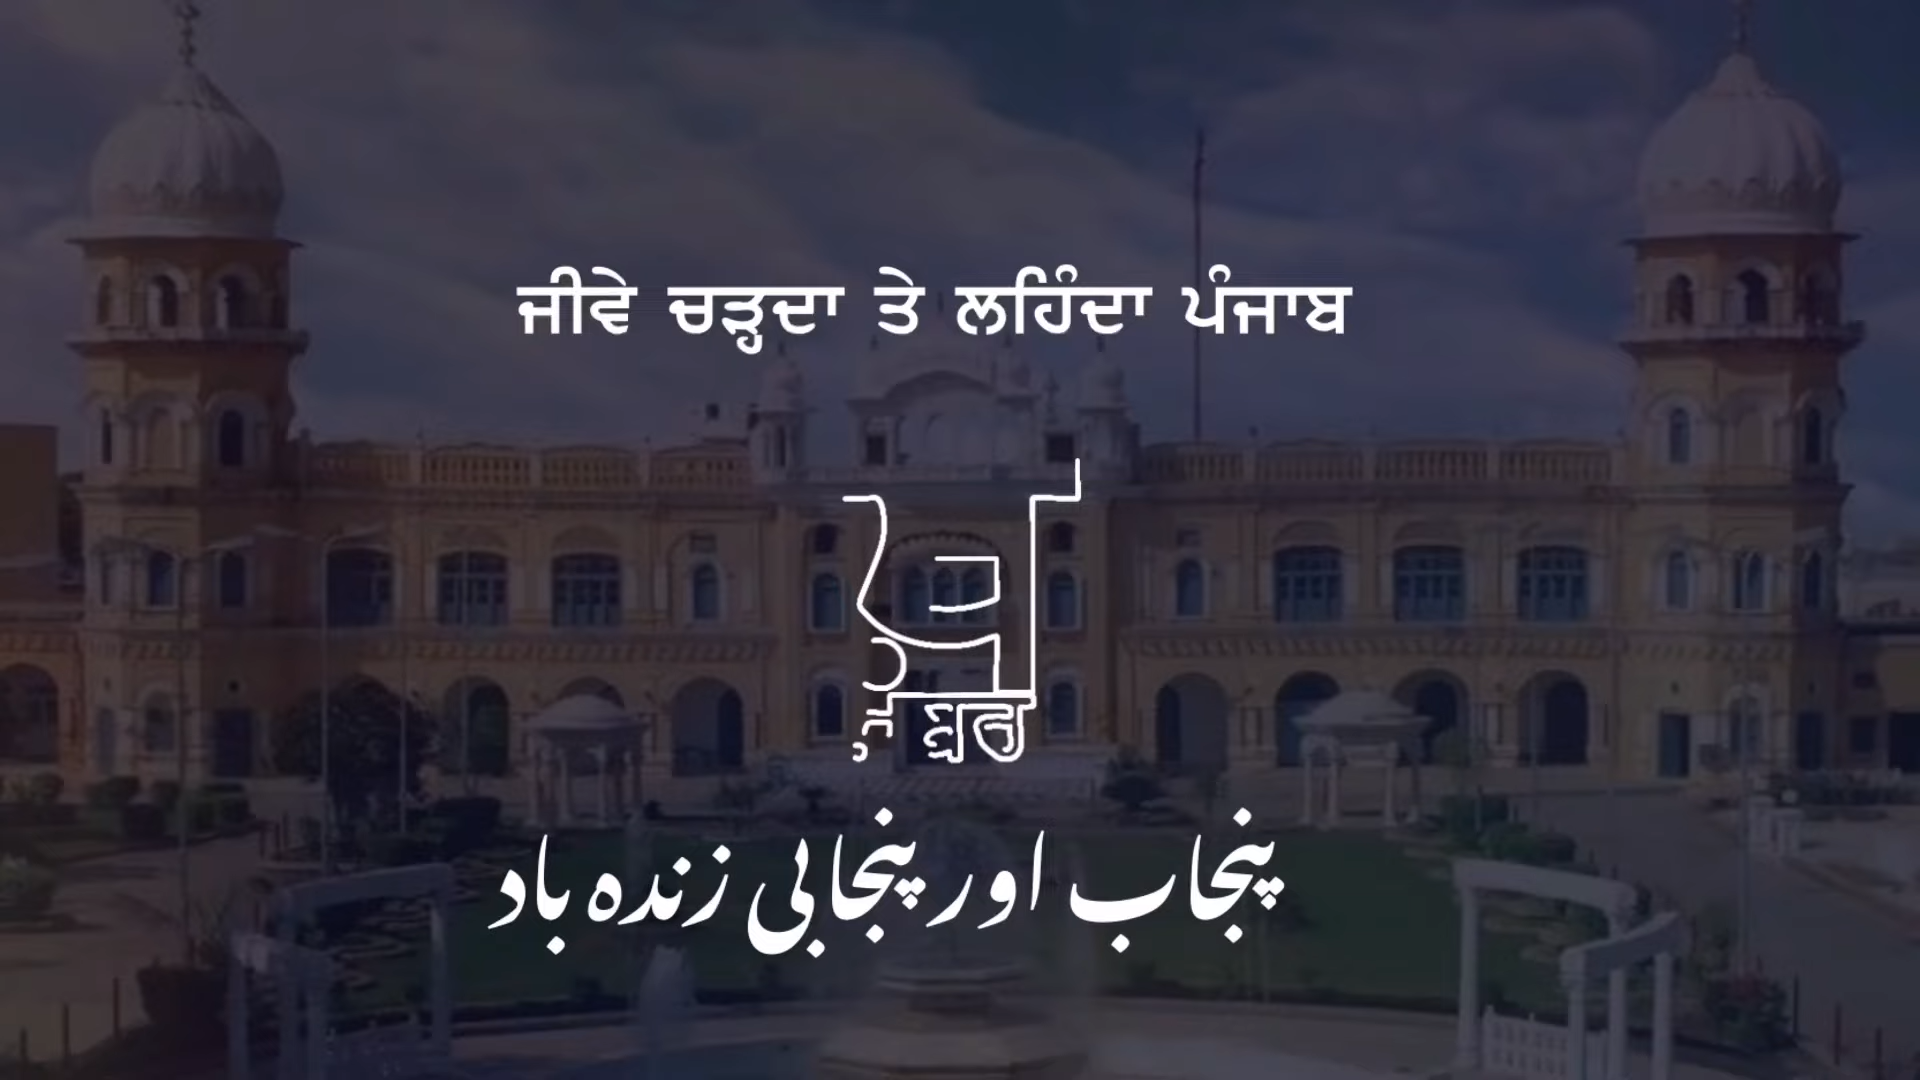 ਜੀਵੇ ਚੜ੍ਹਦਾ ਤੇ ਲਹਿੰਦਾ ਪੰਜਾਬ
پنجاب اور پنجابی زندہ باد